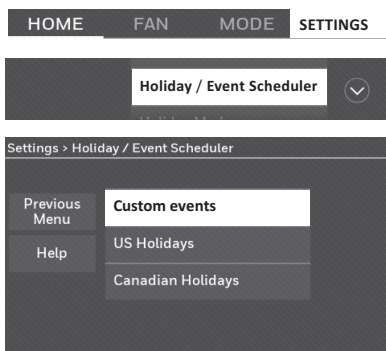 HOME FAN MODE SETTINGS
Holiday / Event Scheduler
Settings > Holiday / Event Scheduler
Previous
Menu
Custom events
US Holidays
Help
Canadian Holidays